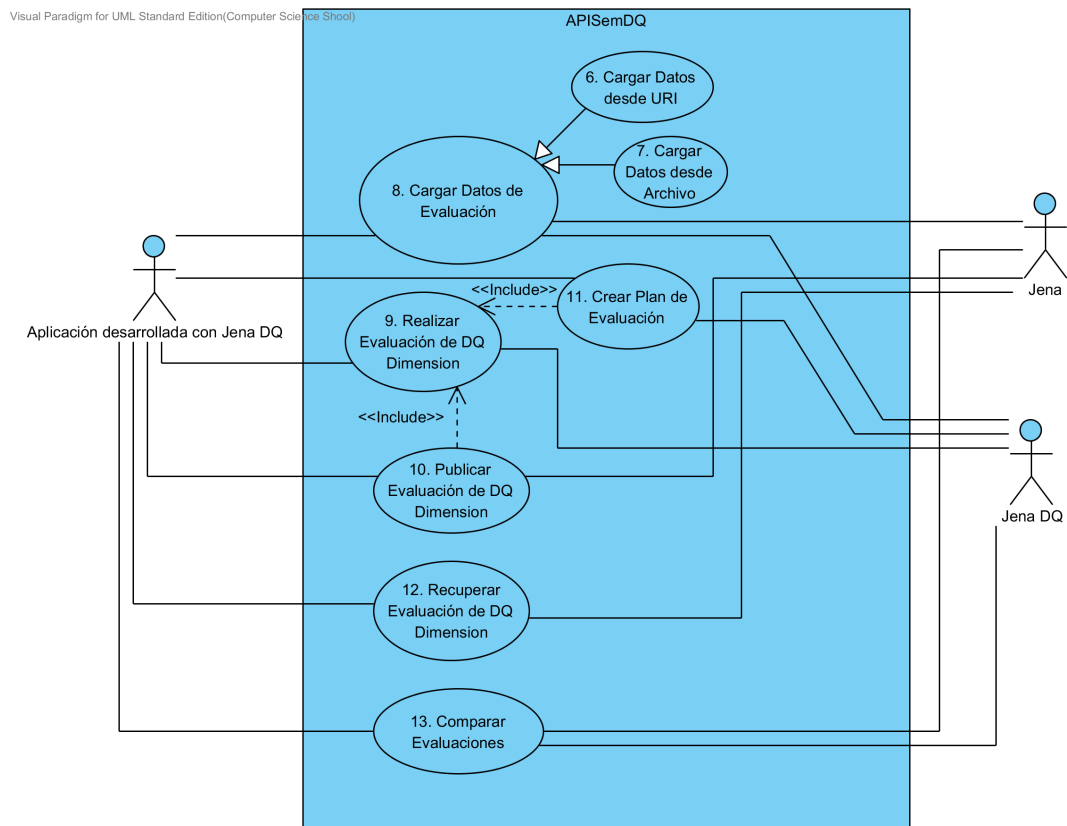 Visual Paradigm for UML Standard Edition(Computer Science Shool)
APISemDQ
6. Cargar Datos
desde URI
7. Cargar
Datos desde
Archivo
8. Cargar Datos de
Evaluación
<<Include>>
11. Crear Plan de
Evaluación
Jena
Aplicación desarrollada con Jena DQ
9. Realizar
Evaluación de DQ
Dimension
<<Include>>
10. Publicar
Evaluación de DQ
Dimension
Jena DQ
12. Recuperar
Evaluación de DQ
Dimension
13. Comparar
Evaluaciones